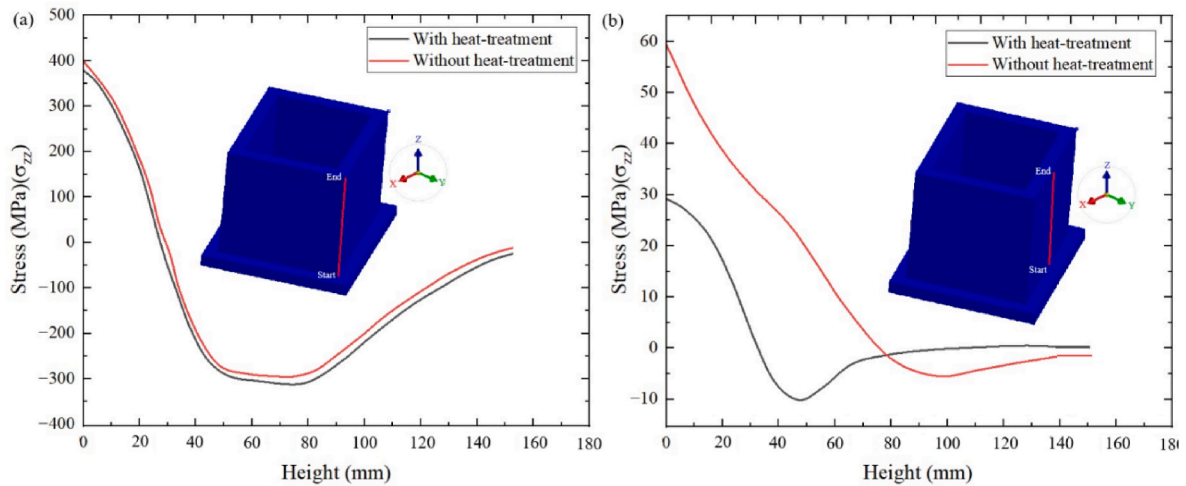 (a)
500
400
300
200
100
0
−100
−200
−300
−400
Stress (MPa)(σzz)
0 20 40 60 80 100 120 140 160 180
Height (mm)
With heat-treatment
Without heat-treatment
End
Start
Z
X
Y
(b)
60
50
40
30
20
10
0
−10
Stress (MPa)(σzz)
0 20 40 60 80 100 120 140 160 180
Height (mm)
With heat-treatment
Without heat-treatment
End
Start
Z
X
Y